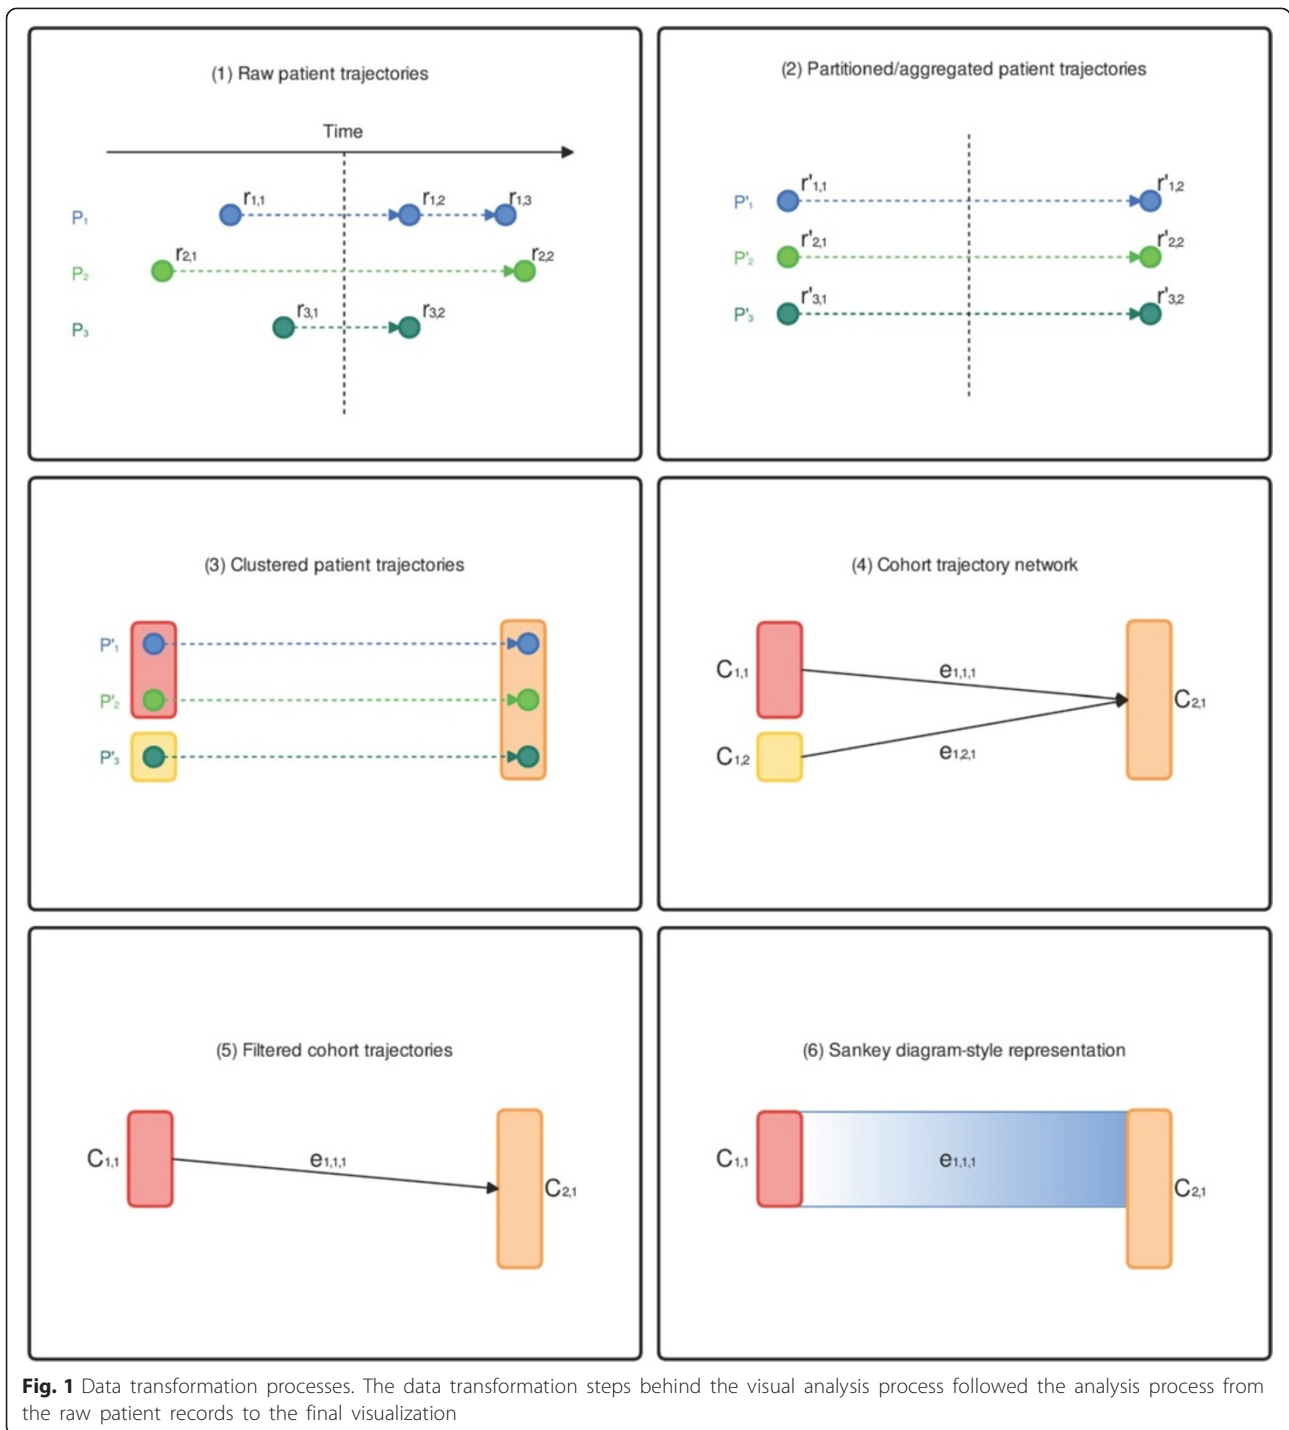 (1) Raw patient trajectories
Time
P1
r1,1
r1,2
r1,3
P2
r2,1
r2,2
P3
r3,1
r3,2
(2) Partitioned/aggregated patient trajectories
P'1
r'1,1
r'1,2
P'2
r'2,1
r'2,2
P'3
r'3,1
r'3,2
(3) Clustered patient trajectories
P'1
P'2
P'3
(4) Cohort trajectory network
C1,1
e1,1,1
C2,1
C1,2
e1,2,1
(5) Filtered cohort trajectories
C1,1
e1,1,1
C2,1
(6) Sankey diagram-style representation
C1,1
e1,1,1
C2,1
Fig. 1 Data transformation processes. The data transformation steps behind the visual analysis process followed the analysis process from
the raw patient records to the final visualization